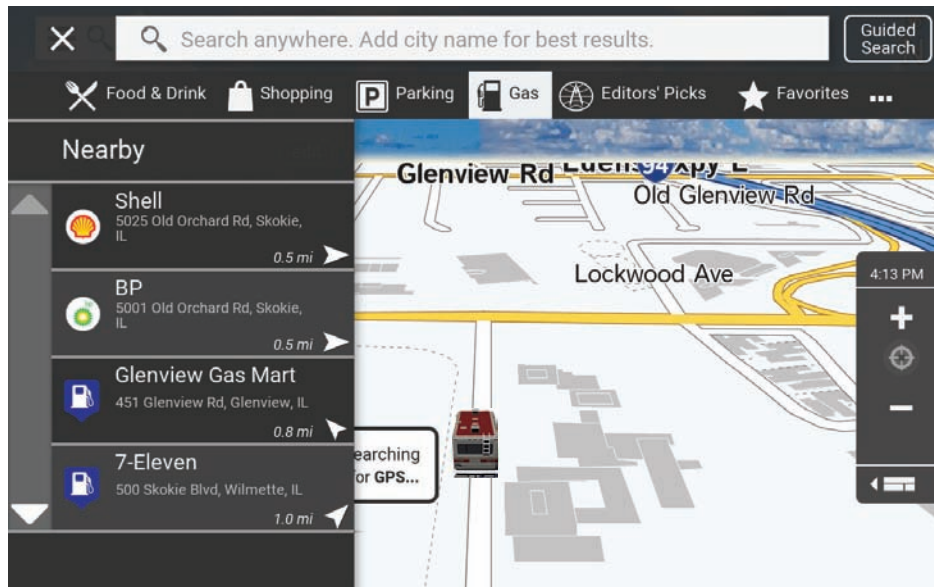 Search anywhere. Add city name for best results.
Guided
Search
Food & Drink
Shopping
P
Parking
Gas
Editors' Picks
Favorites
Nearby
Shell
5025 Old Orchard Rd, Skokie,
IL
0.5 mi
BP
5001 Old Orchard Rd, Skokie,
IL
0.5 mi
Glenview Gas Mart
451 Glenview Rd, Glenview, IL
0.8 mi
7-Eleven
500 Skokie Blvd, Wilmette, IL
1.0 mi
Glenview Rd
94
Old Glenview Rd
Lockwood Ave
earching
or GPS...
4:13 PM